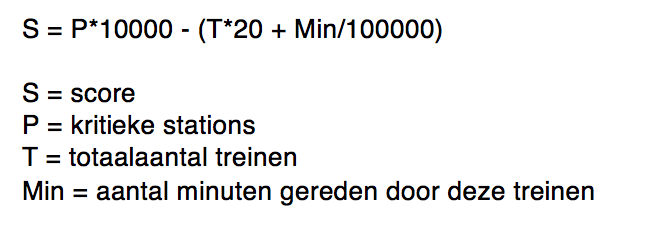 S = P*10000 - (T*20 + Min/100000)
S = score
P = kritieke stations
T = totaalaantal treinen
Min = aantal minuten gereden door deze treinen